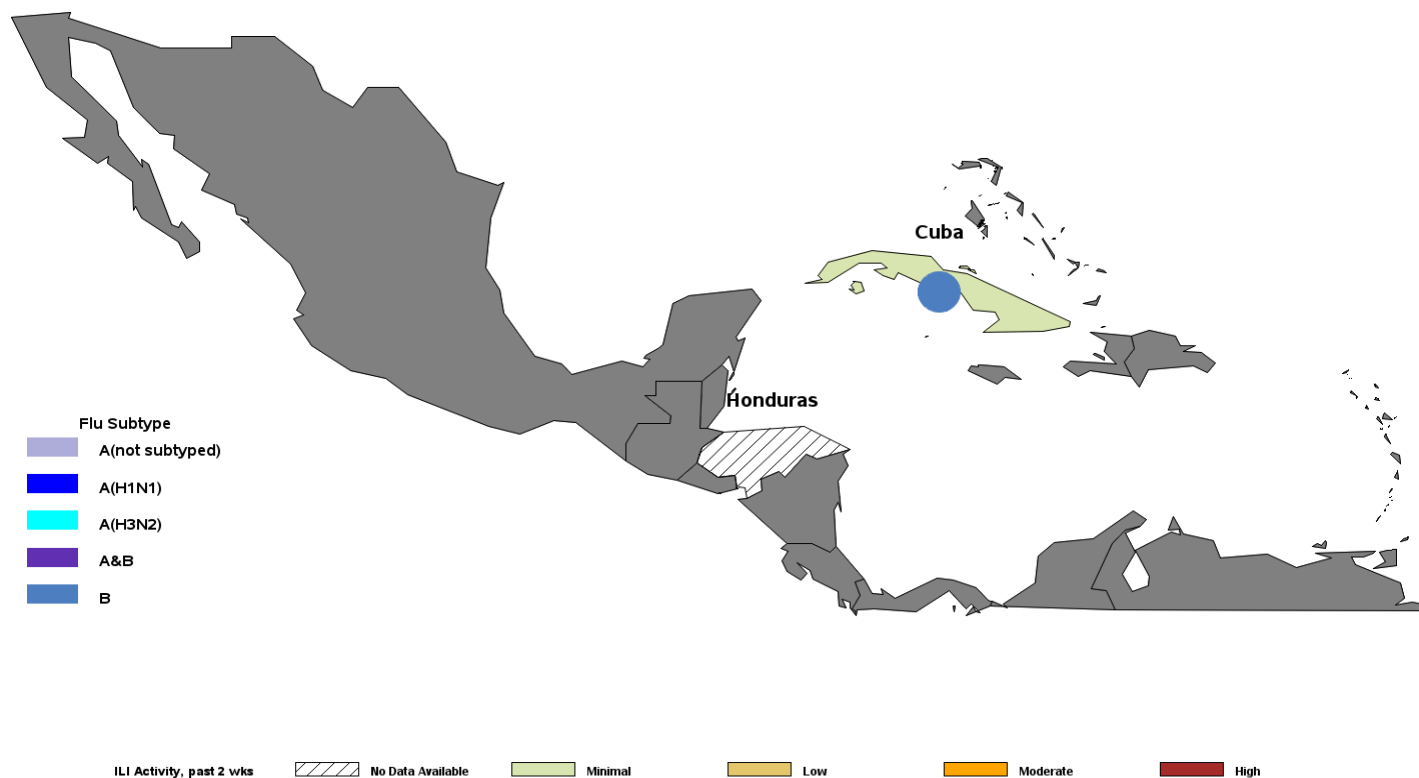 Cuba
Honduras
Flu Subtype
A(not subtyped)
A(H1N1)
A(H3N2)
A&B
B
ILI Activity, past 2 wks No Data Available Minimal Low Moderate High